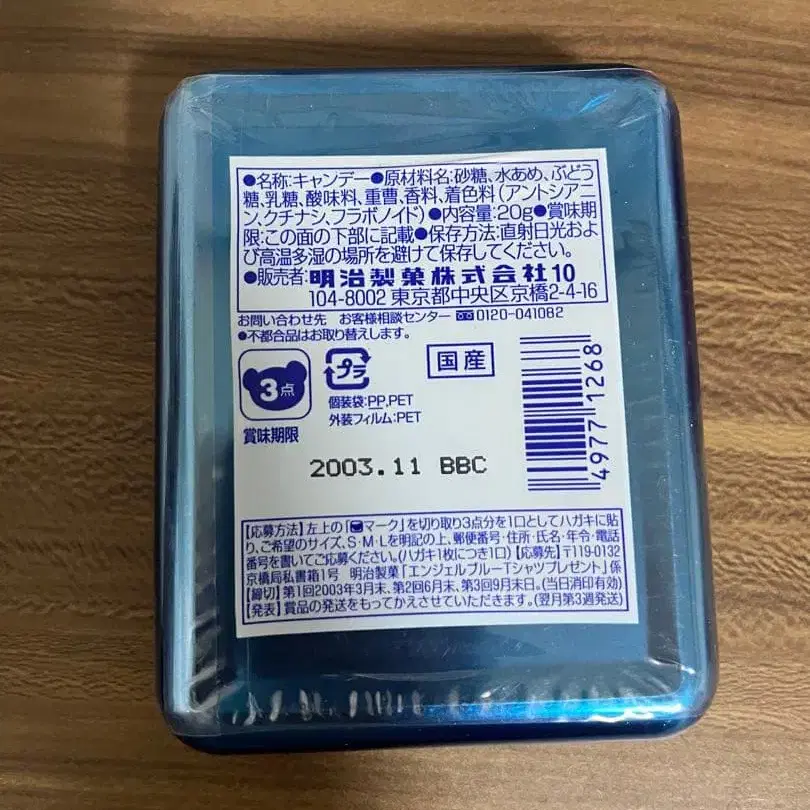 ●名称:キャンデー●原材料名:砂糖、水あめ、ぶどう
糖、乳糖、酸味料、重曹、香料、着色料(アントシアニ
ン、クチナシ、フラボノイド)●内容量:20g●賞味期
限:この面の下部に記載●保存方法:直射日光およ
び高温多湿の場所を避けて保存してください。
●販売者:明治製菓株式会社10
104-8002 東京都中央区京橋2-4-16
お問い合わせ先 お客様相談センター 0120-041082
●不都合品はお取り替えします。
3点
プラ
国産
個装袋:PP,PET
外装フィルム:PET
賞味期限
2003.11 BBC
4977 1268
【応募方法】左上の「マーク」を切り取り3点分を1口としてハガキに貼
り、ご希望のサイズ、S・M・Lを明記の上、郵便番号・住所・氏名・年令・電話
番号を書いてご応募ください。(ハガキ1枚につき1口)【応募先】〒119-0132
京橋局私書箱1号 明治製菓「エンジェルブルーTシャツプレゼント」係
【締切】第1回2003年3月末、第2回6月末、第3回9月末日。(当日消印有効)
【発表】賞品の発送をもってかえさせていただきます。(翌月第3週発送)